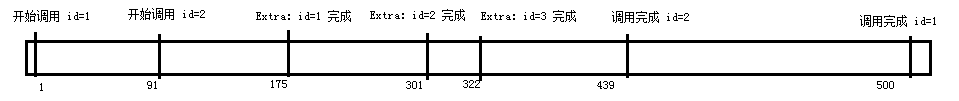 开始调用 id=1
开始调用 id=2
Extra: id=1 完成
Extra: id=2 完成
Extra: id=3 完成
调用完成 id=2
调用完成 id=1
1
91
175
301
322
439
500